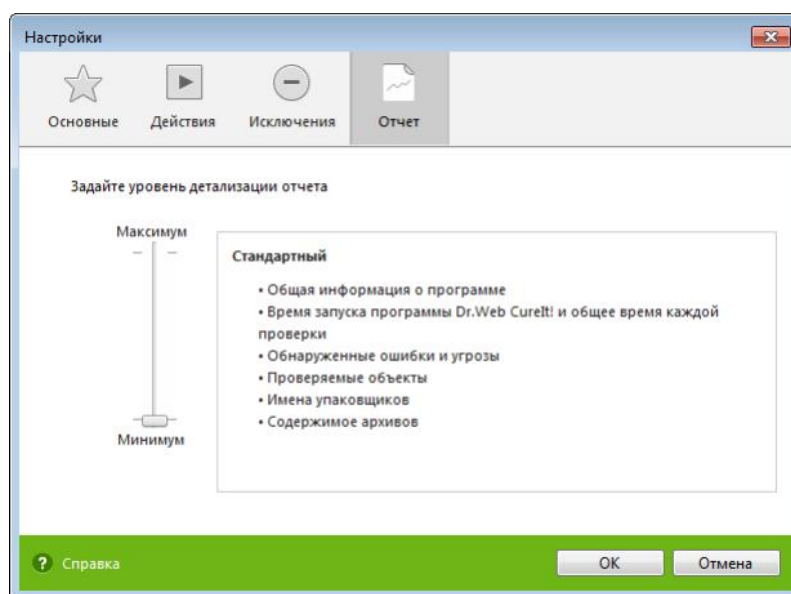 Настройки
Основные
Действия
Исключения
Отчет
Задайте уровень детализации отчета
Максимум
Минимум
Стандартный
• Общая информация о программе
• Время запуска программы Dr.Web CureIt! и общее время каждой
проверки
• Обнаруженные ошибки и угрозы
• Проверяемые объекты
• Имена упаковщиков
• Содержимое архивов
? Справка
OK
Отмена